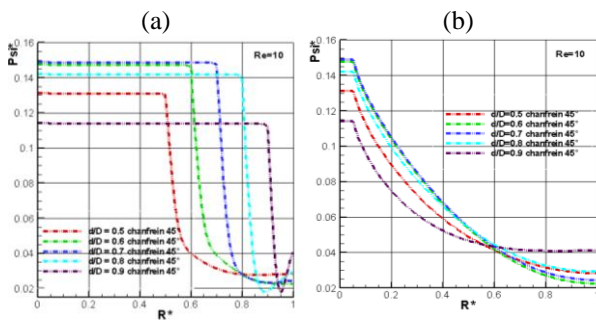 (a)
(b)
Psi*
0.16
0.14
0.12
0.1
0.08
0.06
0.04
0.02
Re=10
d/D = 0.5 chanfrein 45°
d/D = 0.6 chanfrein 45°
d/D = 0.7 chanfrein 45°
d/D = 0.8 chanfrein 45°
d/D = 0.9 chanfrein 45°
0 0.2 0.4 0.6 0.8 1
R*
Psi*
0.16
0.14
0.12
0.1
0.08
0.06
0.04
0.02
Re=10
d/D=0.5 chanfrein 45°
d/D=0.6 chanfrein 45°
d/D=0.7 chanfrein 45°
d/D=0.8 chanfrein 45°
d/D=0.9 chanfrein 45°
0 0.2 0.4 0.6 0.8 1
R*